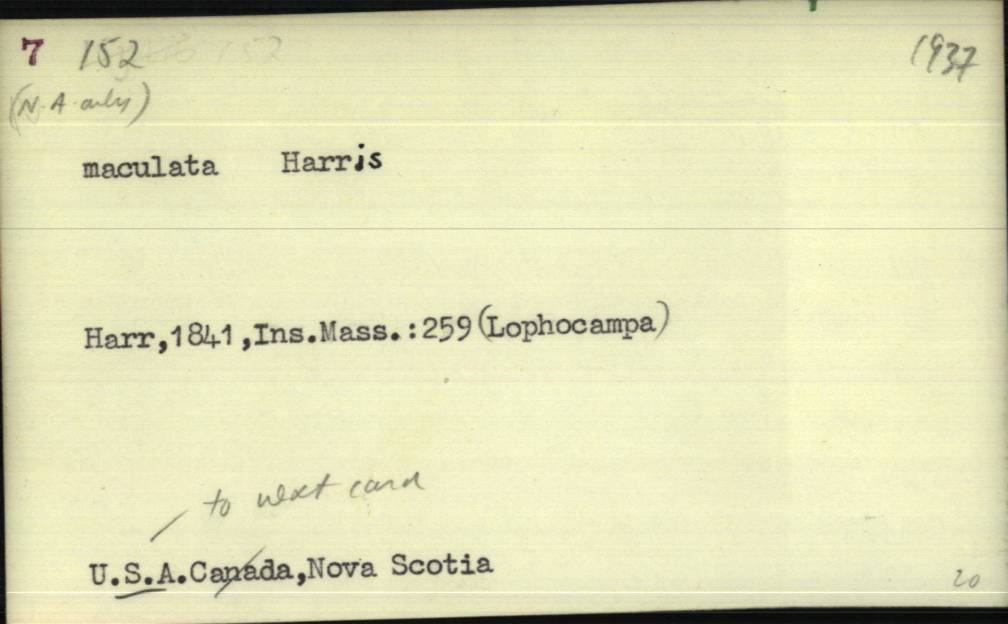 7 152 1937
(N.A. only)
maculata Harris
Harr,1841,Ins.Mass.:259(Lophocampa)
to next card
U.S.A.Canada,Nova Scotia
20